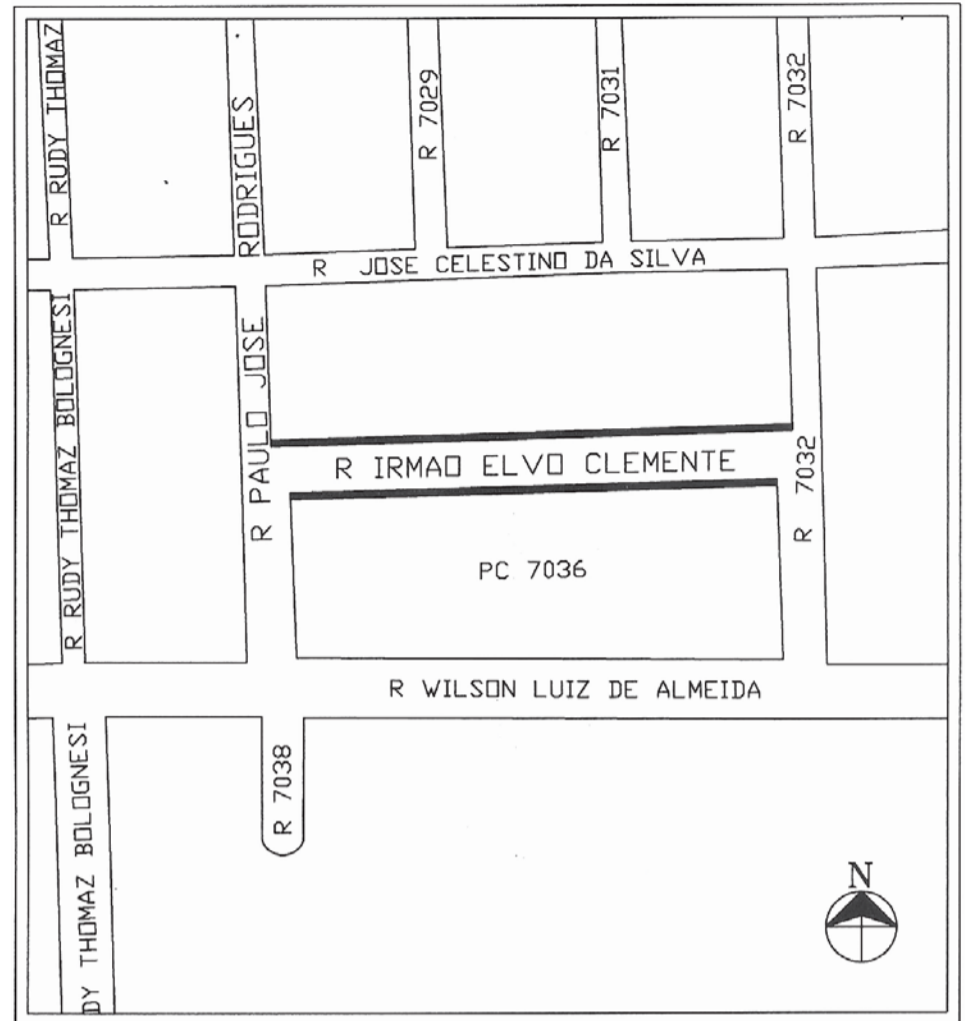 R RUDY THOMAZ
RODRIGUES
R 7029
R 7031
R 7032
R JOSE CELESTINO DA SILVA
R RUDY THOMAZ BOLOGNESI
R PAULO JOSE
R IRMAO ELVO CLEMENTE
R 7032
PC 7036
R WILSON LUIZ DE ALMEIDA
DY THOMAZ BOLOGNESI
R 7038
N